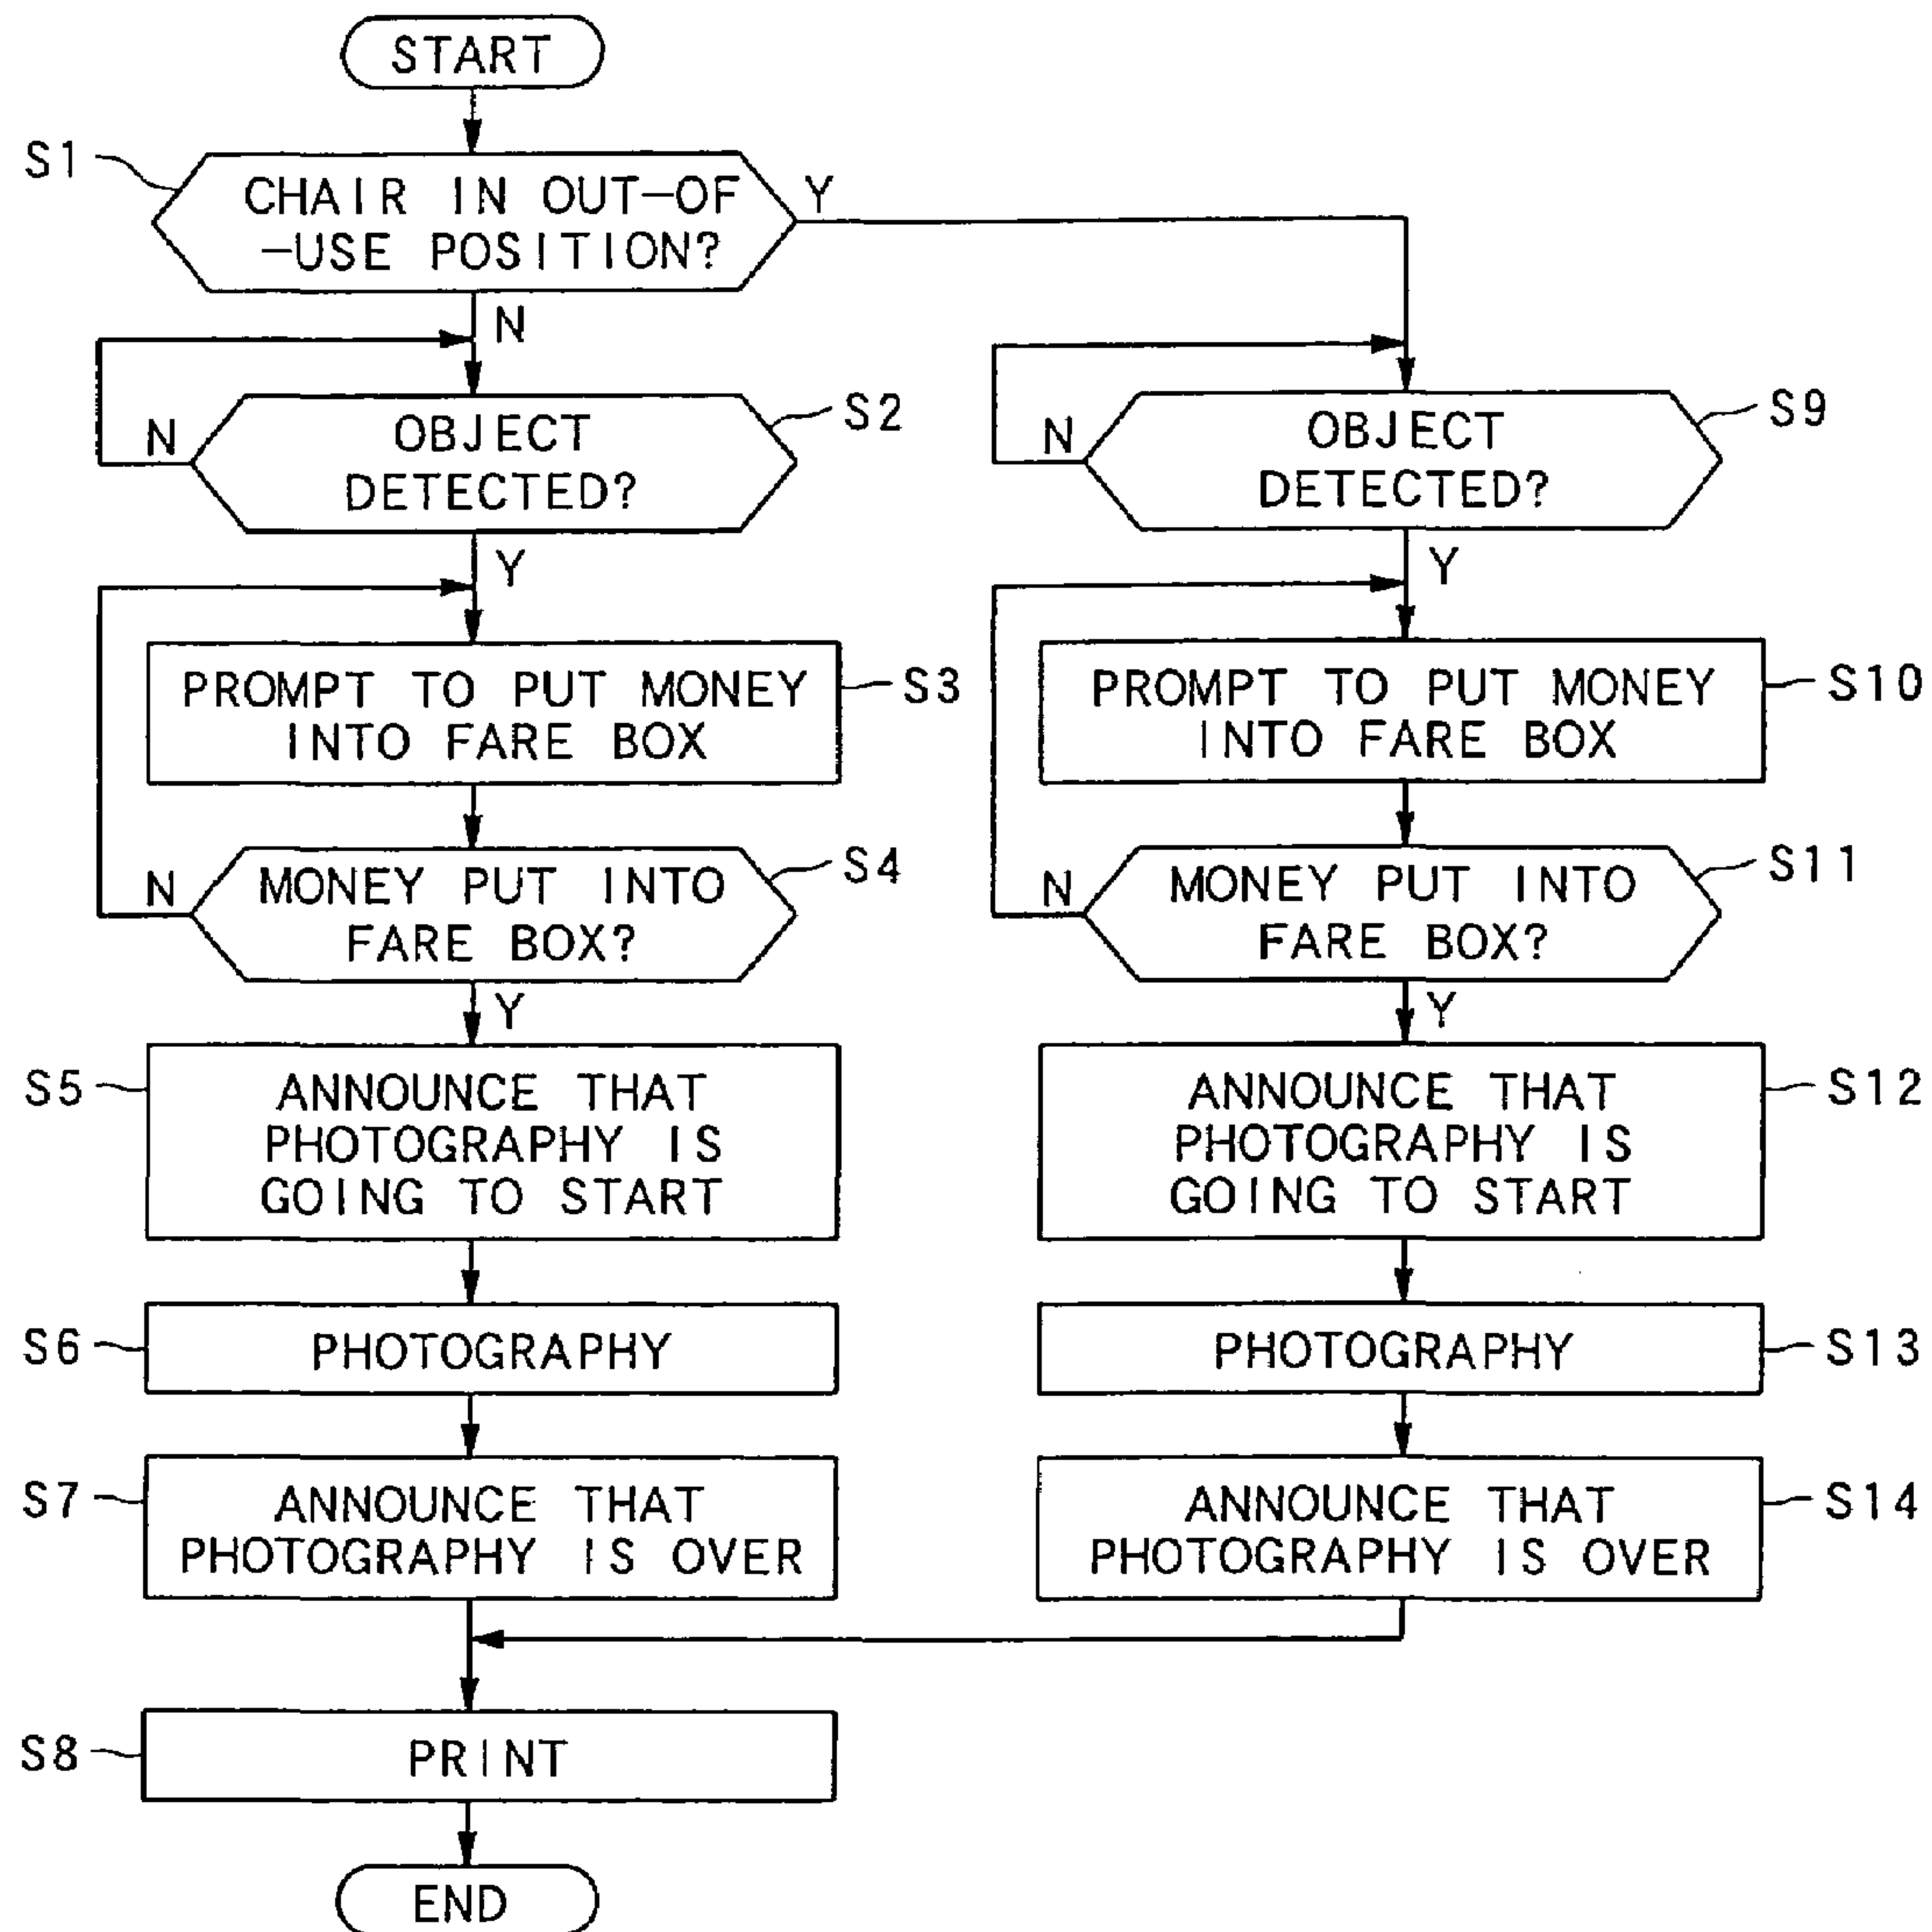 START
S1
CHAIR IN OUT-OF
-USE POSITION?
Y
N
OBJECT
DETECTED?
S2
N
Y
PROMPT TO PUT MONEY
INTO FARE BOX
S3
MONEY PUT INTO
FARE BOX?
S4
N
Y
S5
ANNOUNCE THAT
PHOTOGRAPHY IS
GOING TO START
S6
PHOTOGRAPHY
S7
ANNOUNCE THAT
PHOTOGRAPHY IS OVER
OBJECT
DETECTED?
S9
N
Y
PROMPT TO PUT MONEY
INTO FARE BOX
S10
MONEY PUT INTO
FARE BOX?
S11
N
Y
ANNOUNCE THAT
PHOTOGRAPHY IS
GOING TO START
S12
PHOTOGRAPHY
S13
ANNOUNCE THAT
PHOTOGRAPHY IS OVER
S14
S8
PRINT
END